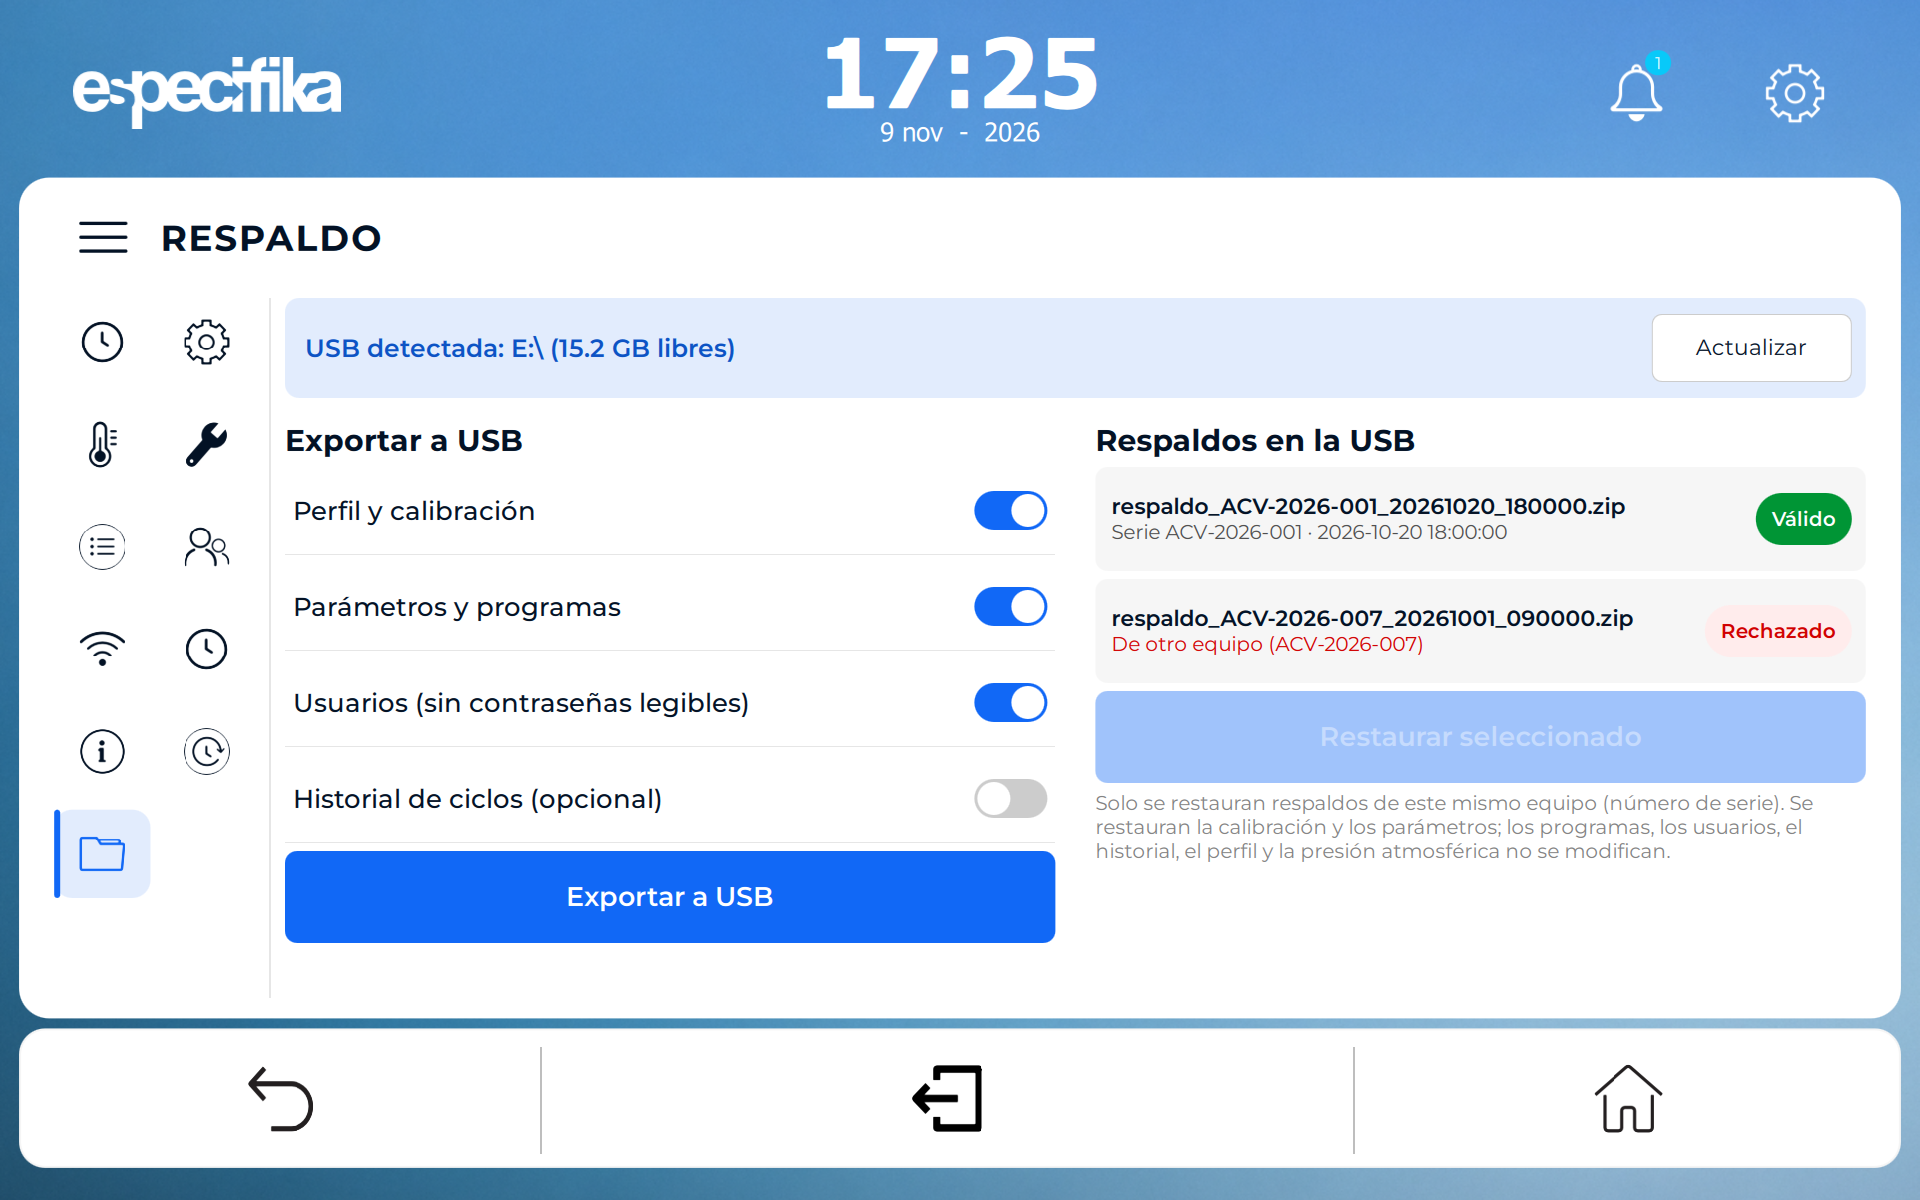 especifika
17:25
9 nov - 2026
1
RESPALDO
USB detectada: E:\ (15.2 GB libres)
Actualizar
Exportar a USB
Perfil y calibración
Parámetros y programas
Usuarios (sin contraseñas legibles)
Historial de ciclos (opcional)
Exportar a USB
Respaldos en la USB
respaldo_ACV-2026-001_20261020_180000.zip
Serie ACV-2026-001 · 2026-10-20 18:00:00
Válido
respaldo_ACV-2026-007_20261001_090000.zip
De otro equipo (ACV-2026-007)
Rechazado
Restaurar seleccionado
Solo se restauran respaldos de este mismo equipo (número de serie). Se
restauran la calibración y los parámetros; los programas, los usuarios, el
historial, el perfil y la presión atmosférica no se modifican.